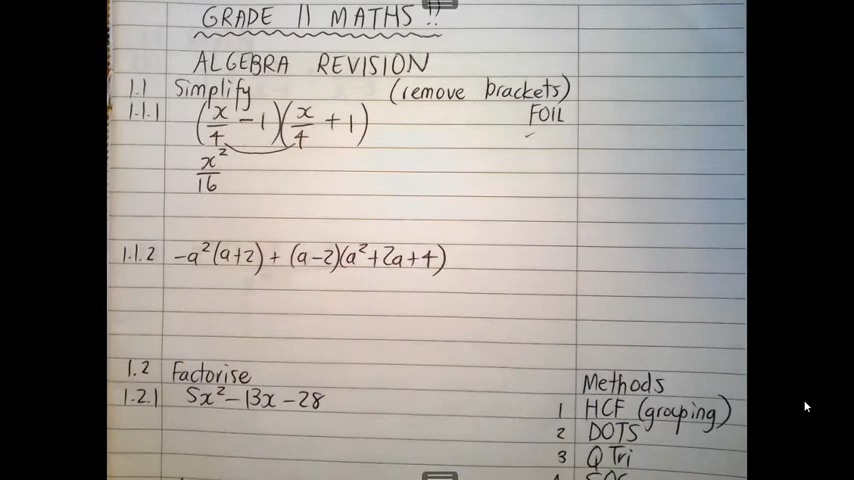 GRADE 11 MATHS !!
ALGEBRA REVISION
1.1 Simplify (remove brackets)
1.1.1 (x/4 - 1)(x/4 + 1) FOIL
x²/16
1.1.2 -a²(a+2) + (a-2)(a²+2a+4)
1.2 Factorise
Methods
1.2.1 5x² - 13x - 28
1 HCF (grouping)
2 DOTS
3 Q Tri